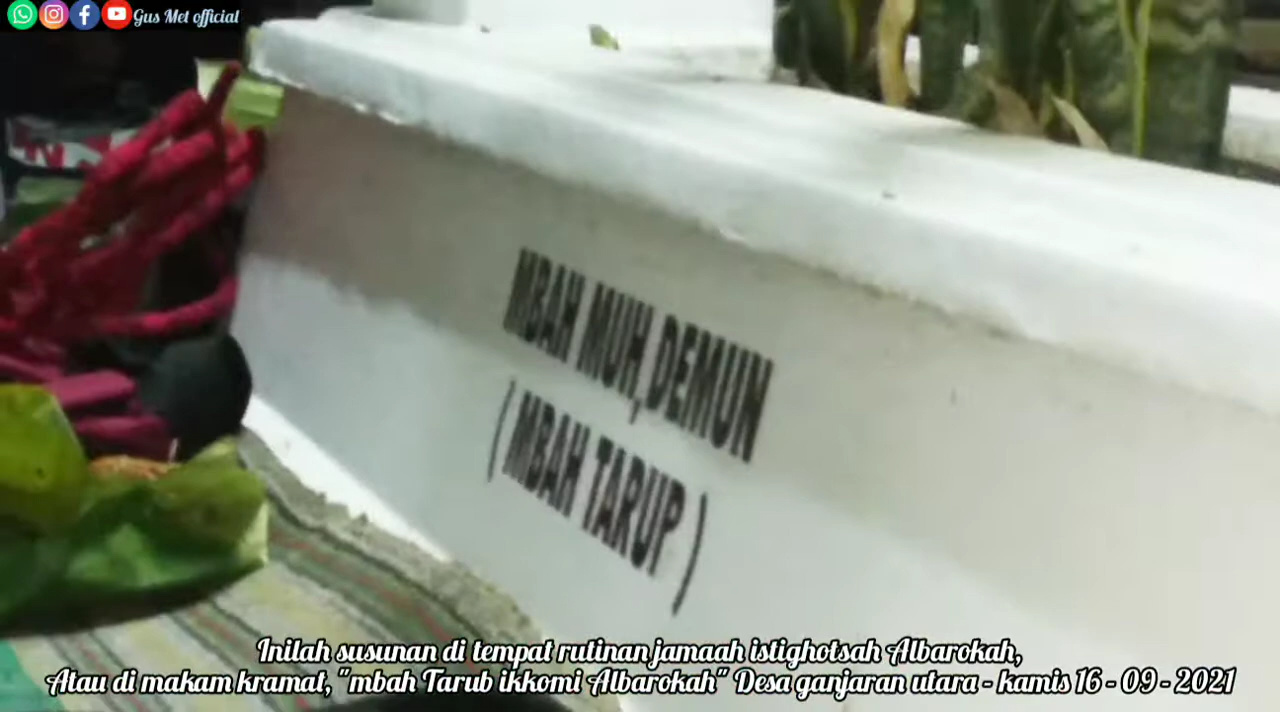 Gus Met official
MBAH MUH,DEMUN
( MBAH TARUP )
Inilah susunan di tempat rutinan jamaah istighotsah Albarokah,
Atau di makam kramat, "mbah Tarub ikkomi Albarokah" Desa ganjaran utara - kamis 16 - 09 - 2021